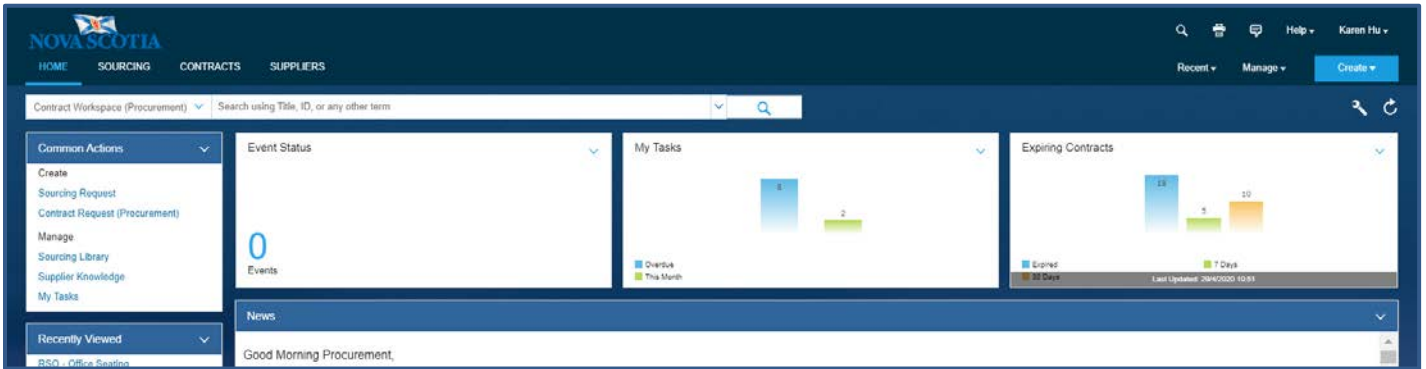 NOVA SCOTIA
Help
Karen Hu
HOME SOURCING CONTRACTS SUPPLIERS
Recent Manage Create
Contract Workspace (Procurement) Search using Title, ID, or any other term
Common Actions
Create
Sourcing Request
Contract Request (Procurement)
Manage
Sourcing Library
Supplier Knowledge
My Tasks
Recently Viewed
RSO - Office Seating
Event Status
0
Events
My Tasks
2
Overdue
This Month
Expiring Contracts
5
10
Expired
7 Days
30 Days
Last Updated: 29/4/2020 10:51
News
Good Morning Procurement,